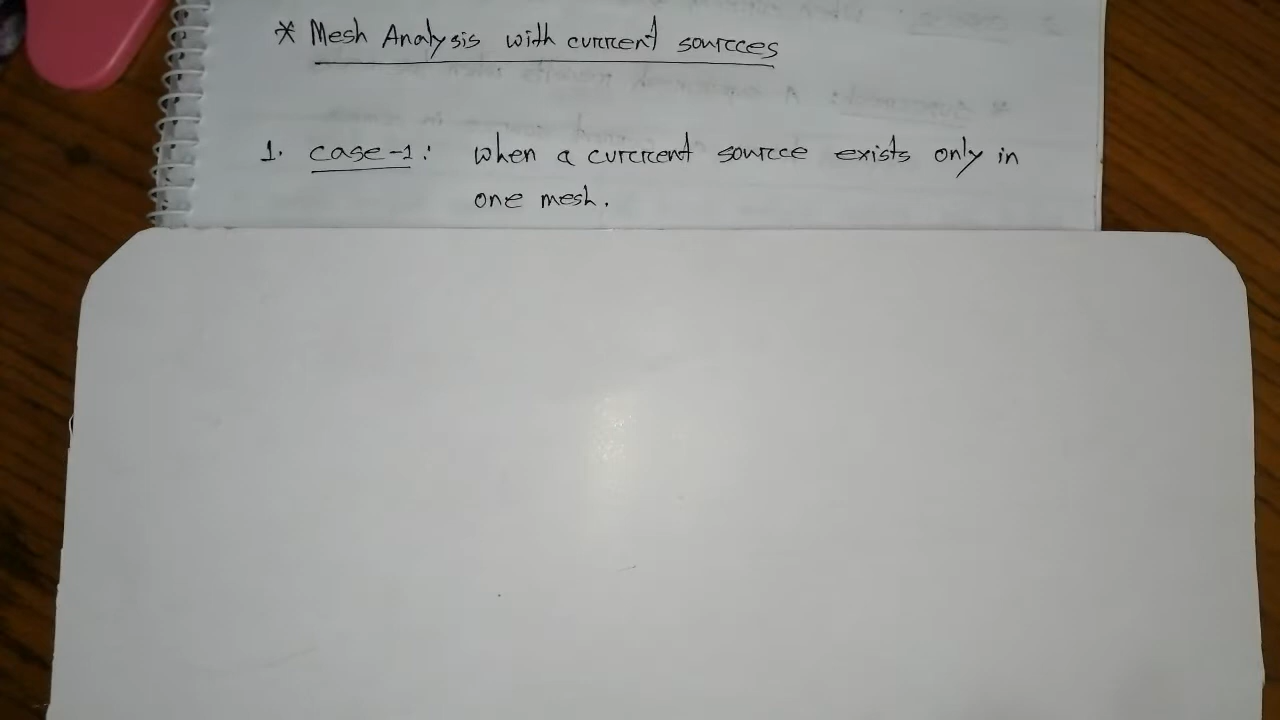 * Mesh Analysis with current sources
1. case-1: when a current source exists only in
one mesh.